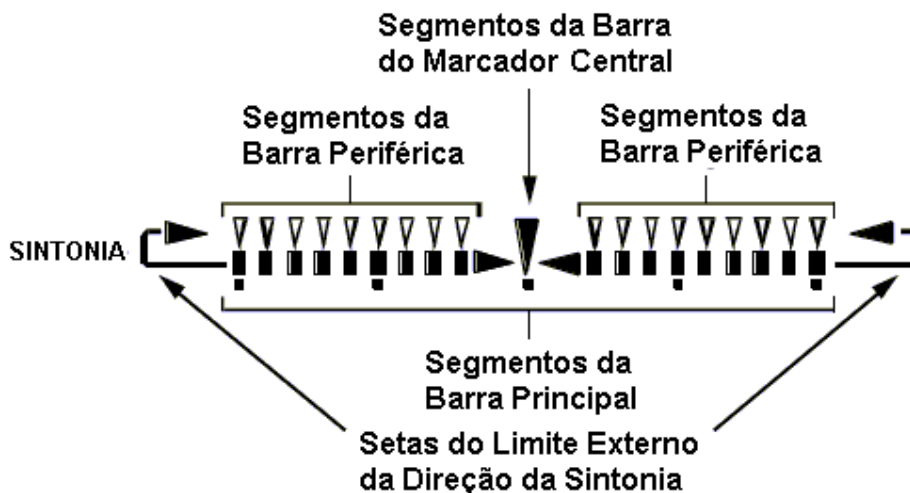 Segmentos da Barra
do Marcador Central
Segmentos da
Barra Periférica
Segmentos da
Barra Periférica
SINTONIA
Segmentos da
Barra Principal
Setas do Limite Externo
da Direção da Sintonia